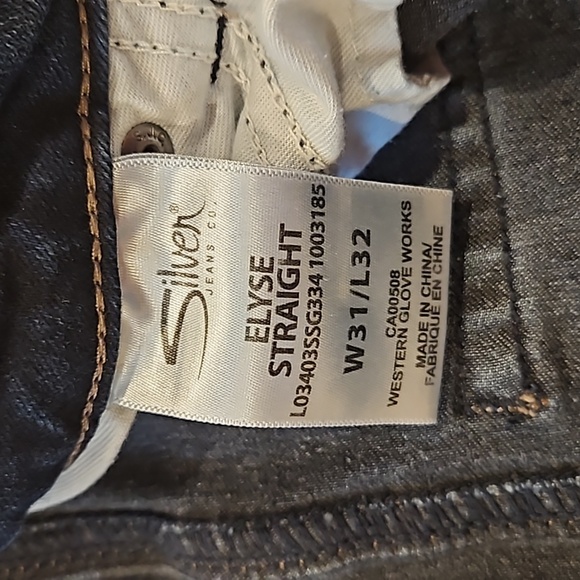 Silver®
JEANS CO.
ELYSE
STRAIGHT
L03403SSG334 1003185
W31/L32
CA00508
WESTERN GLOVE WORKS
MADE IN CHINA/
FABRIQUÉ EN CHINE